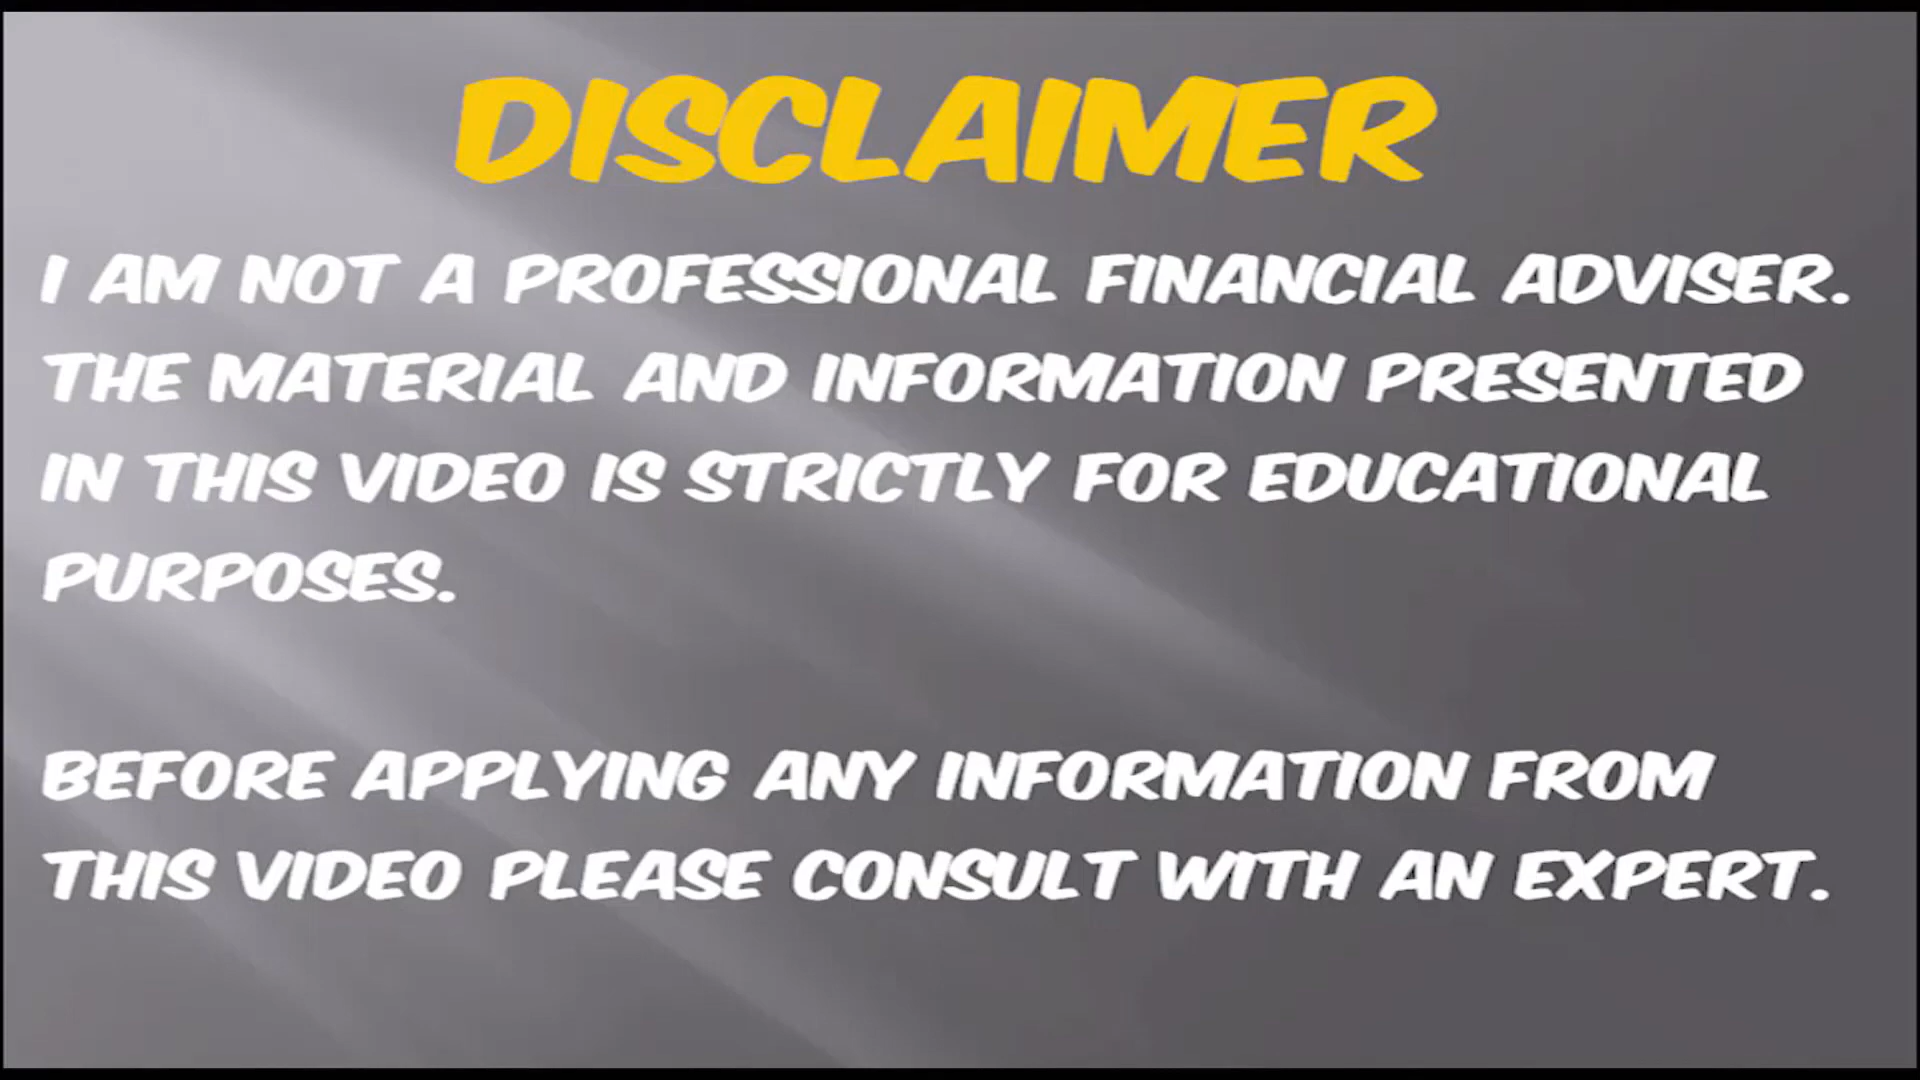 DISCLAIMER
I AM NOT A PROFESSIONAL FINANCIAL ADVISER.
THE MATERIAL AND INFORMATION PRESENTED
IN THIS VIDEO IS STRICTLY FOR EDUCATIONAL
PURPOSES.
BEFORE APPLYING ANY INFORMATION FROM
THIS VIDEO PLEASE CONSULT WITH AN EXPERT.